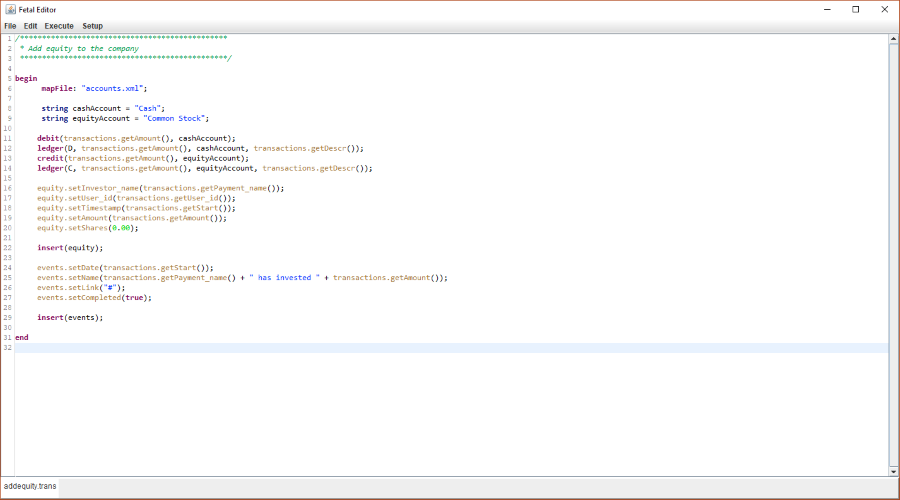 Fetal Editor
File Edit Execute Setup
1 /***********************************************
2 * Add equity to the company
3 ***********************************************/
4
5 begin
6 mapFile: "accounts.xml";
7
8 string cashAccount = "Cash";
9 string equityAccount = "Common Stock";
10
11 debit(transactions.getAmount(), cashAccount);
12 ledger(D, transactions.getAmount(), cashAccount, transactions.getDescr());
13 credit(transactions.getAmount(), equityAccount);
14 ledger(C, transactions.getAmount(), equityAccount, transactions.getDescr());
15
16 equity.setInvestor_name(transactions.getPayment_name());
17 equity.setUser_id(transactions.getUser_id());
18 equity.setTimestamp(transactions.getStart());
19 equity.setAmount(transactions.getAmount());
20 equity.setShares(0.00);
21
22 insert(equity);
23
24 events.setDate(transactions.getStart());
25 events.setName(transactions.getPayment_name() + " has invested " + transactions.getAmount());
26 events.setLink("#");
27 events.setCompleted(true);
28
29 insert(events);
30
31 end
32
addequity.trans